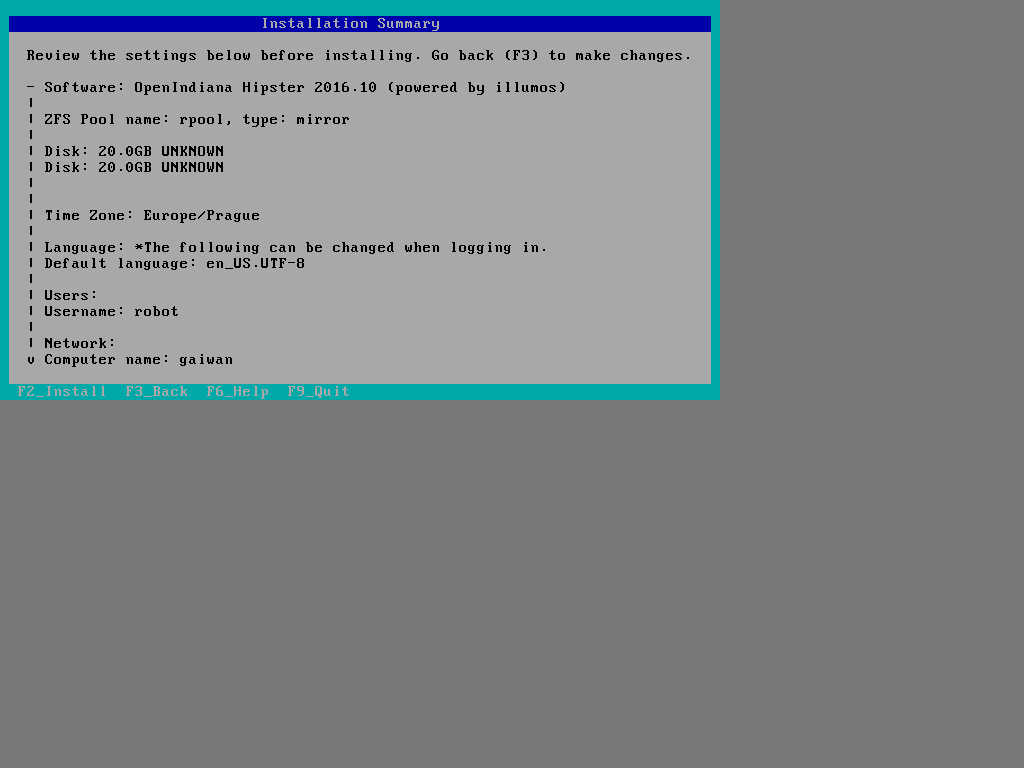 Installation Summary
Review the settings below before installing. Go back (F3) to make changes.
- Software: OpenIndiana Hipster 2016.10 (powered by illumos)
|
| ZFS Pool name: rpool, type: mirror
|
| Disk: 20.0GB UNKNOWN
| Disk: 20.0GB UNKNOWN
|
|
| Time Zone: Europe/Prague
|
| Language: *The following can be changed when logging in.
| Default language: en_US.UTF-8
|
| Users:
| Username: robot
|
| Network:
v Computer name: gaiwan
F2_Install  F3_Back  F6_Help  F9_Quit